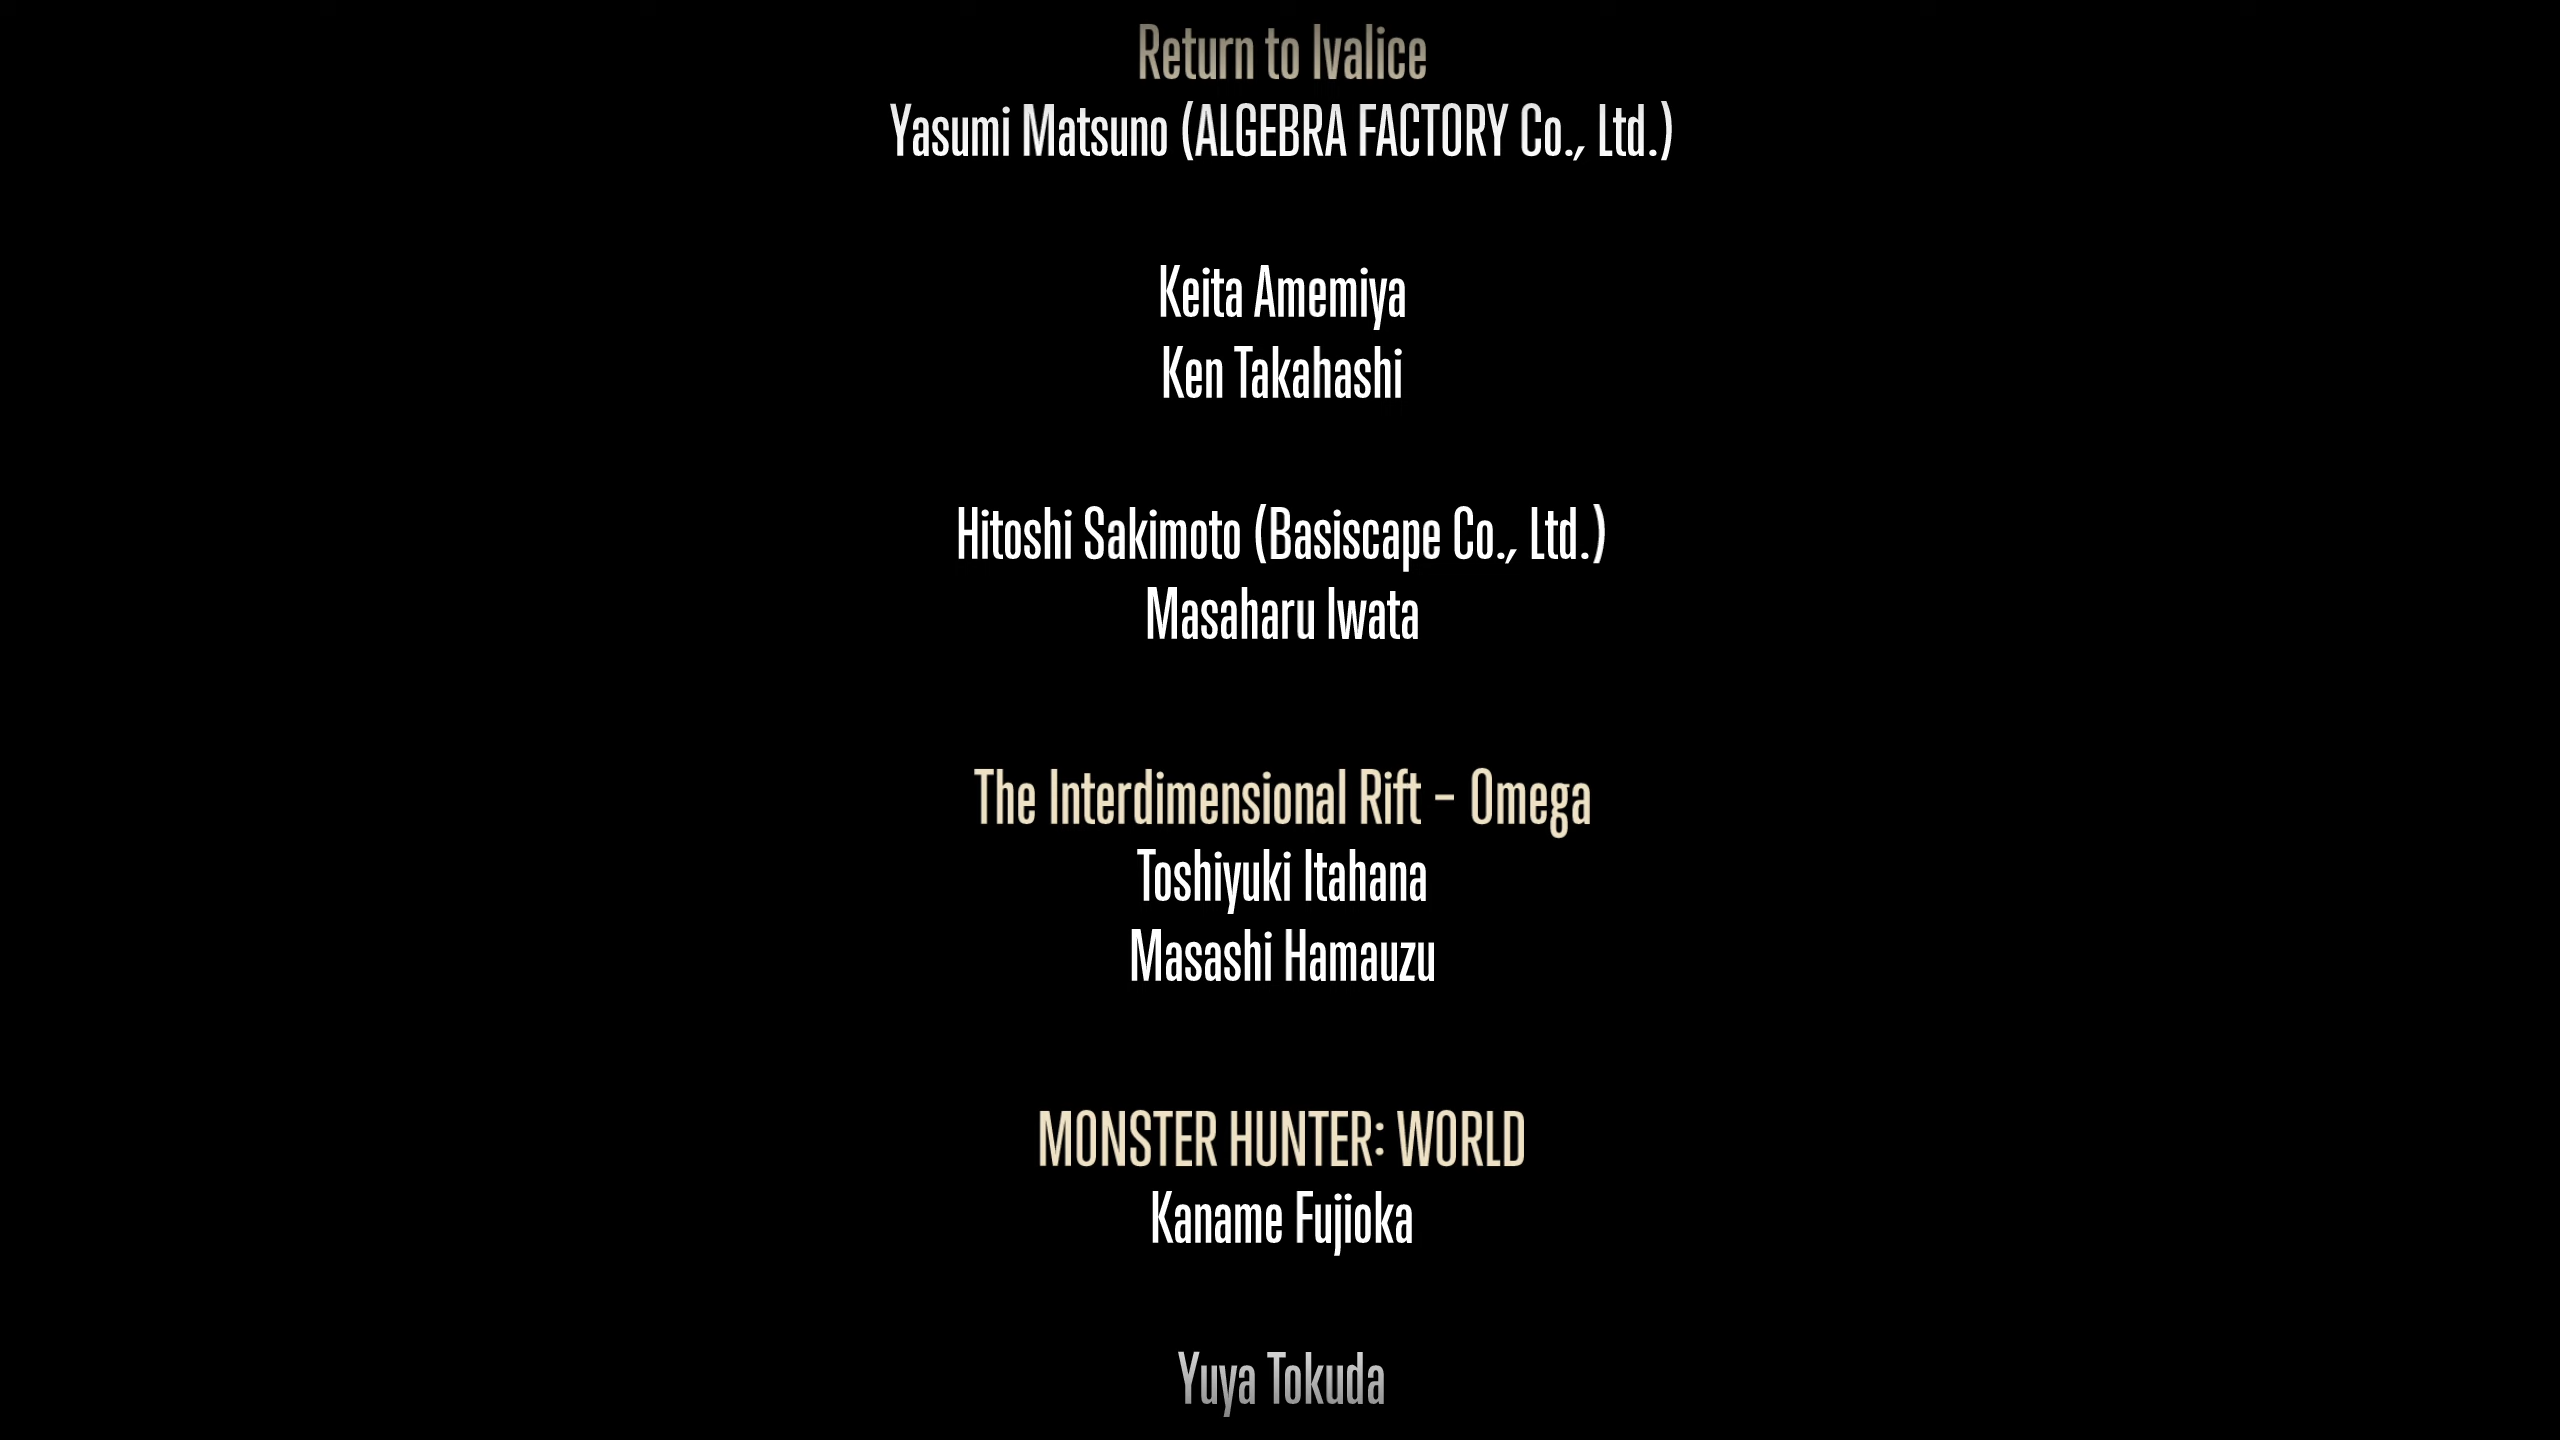 Return to Ivalice
Yasumi Matsuno (ALGEBRA FACTORY Co., Ltd.)
Keita Amemiya
Ken Takahashi
Hitoshi Sakimoto (Basiscape Co., Ltd.)
Masaharu Iwata
The Interdimensional Rift – Omega
Toshiyuki Itahana
Masashi Hamauzu
MONSTER HUNTER: WORLD
Kaname Fujioka
Yuya Tokuda